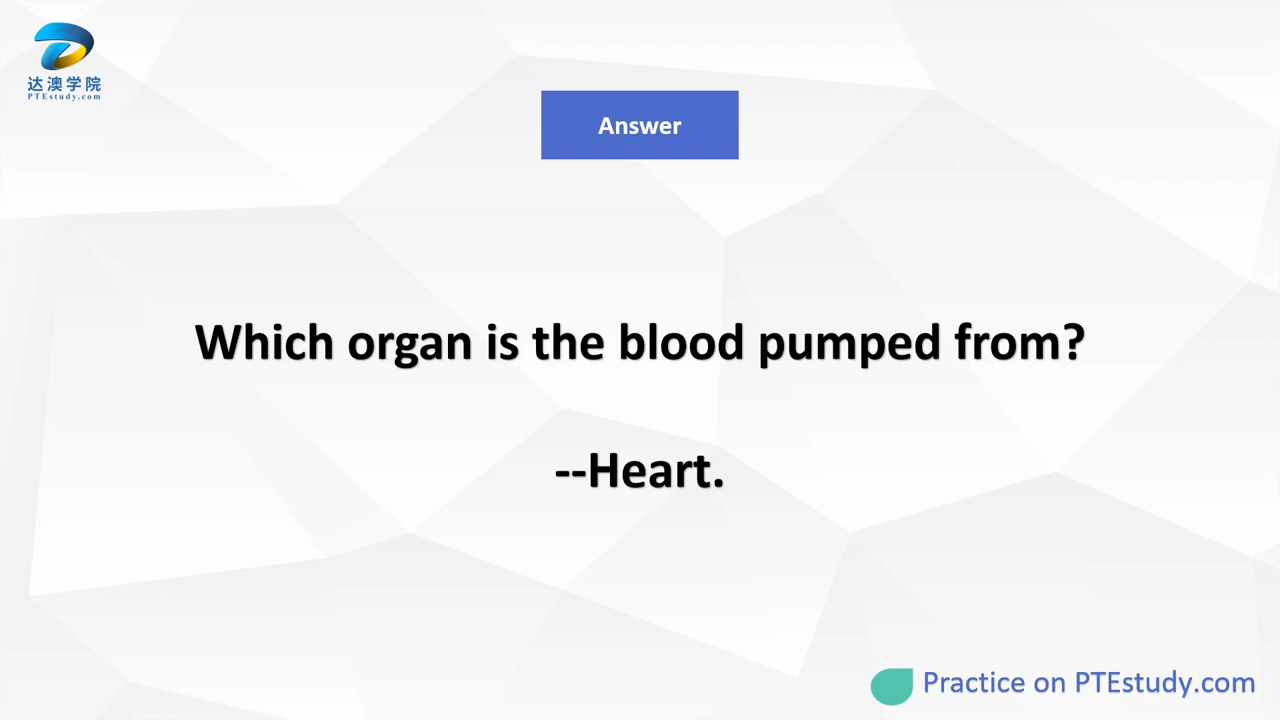 达澳学院
PTEstudy.com
Answer
Which organ is the blood pumped from?
--Heart.
Practice on PTEstudy.com